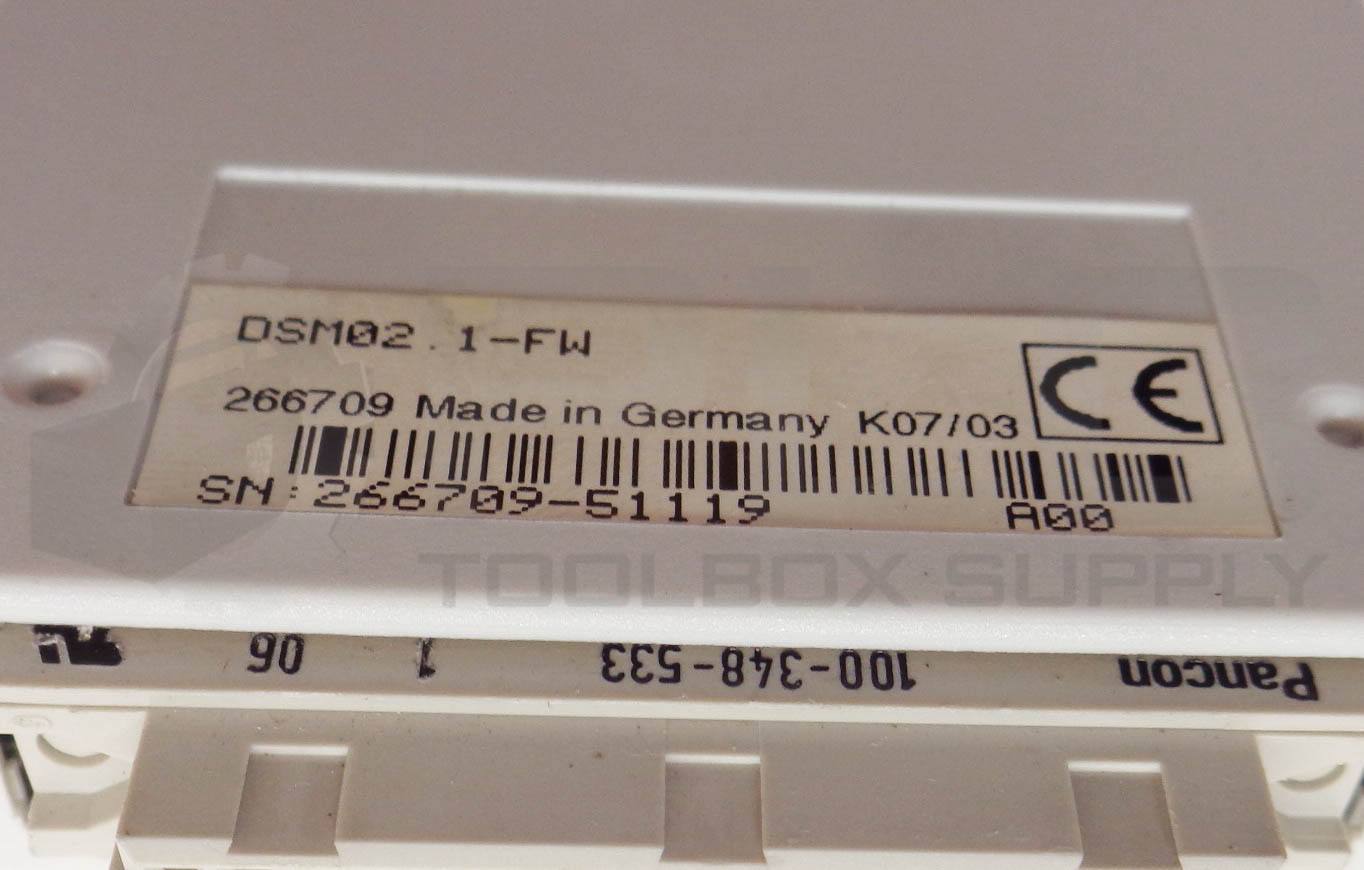 DSM02.1-FW
266709 Made in Germany K07/03
CE
SN:266709-51119 A00
TOOLBOX SUPPLY
Pancon 100-348-533 1 06